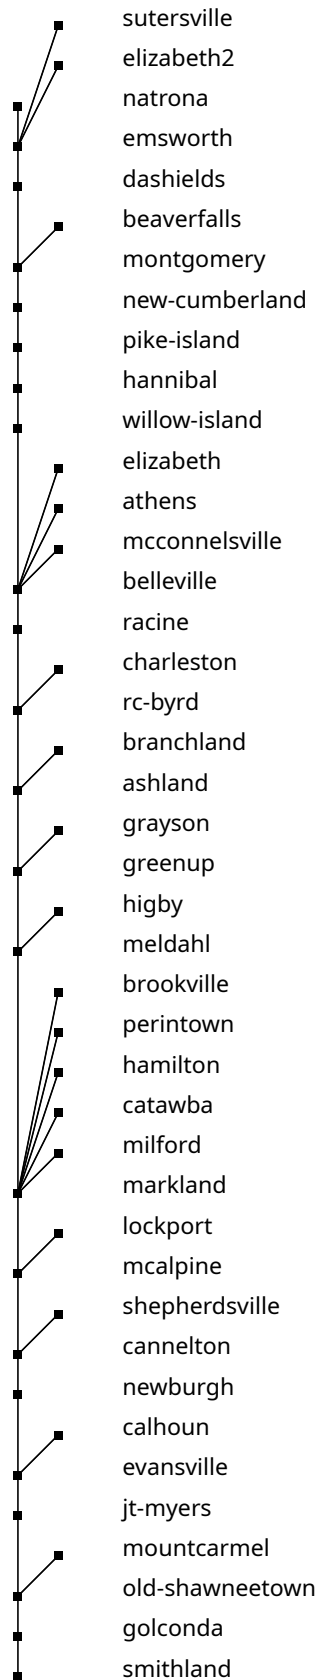 sutersville
elizabeth2
natrona
emsworth
dashields
beaverfalls
montgomery
new-cumberland
pike-island
hannibal
willow-island
elizabeth
athens
mcconnelsville
belleville
racine
charleston
rc-byrd
branchland
ashland
grayson
greenup
higby
meldahl
brookville
perintown
hamilton
catawba
milford
markland
lockport
mcalpine
shepherdsville
cannelton
newburgh
calhoun
evansville
jt-myers
mountcarmel
old-shawneetown
golconda
smithland